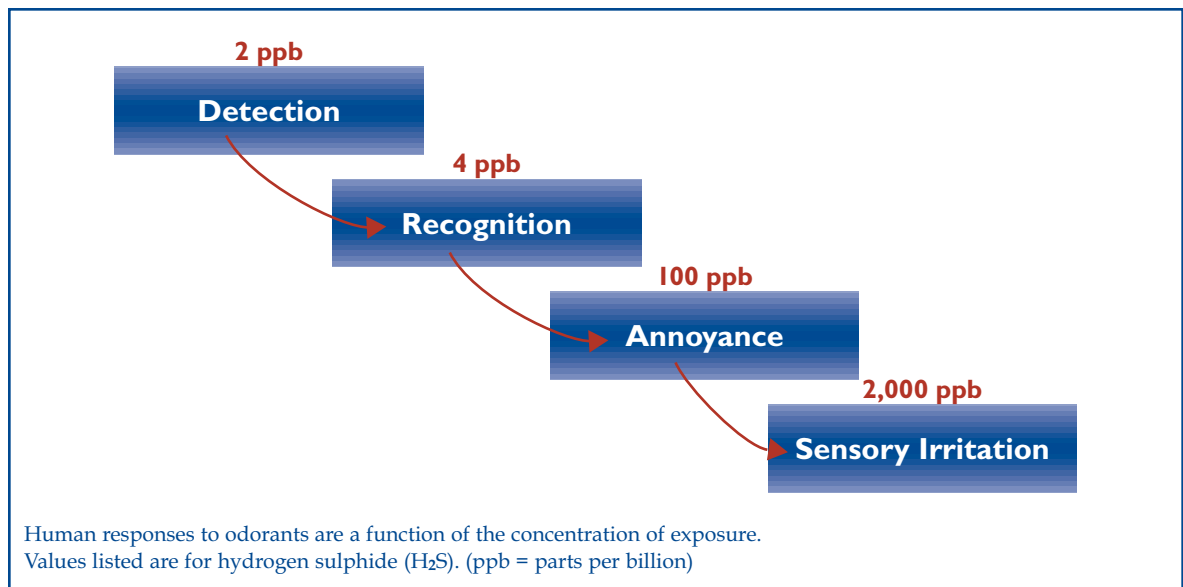 2 ppb
Detection
4 ppb
Recognition
100 ppb
Annoyance
2,000 ppb
Sensory Irritation
Human responses to odorants are a function of the concentration of exposure.
Values listed are for hydrogen sulphide (H₂S). (ppb = parts per billion)